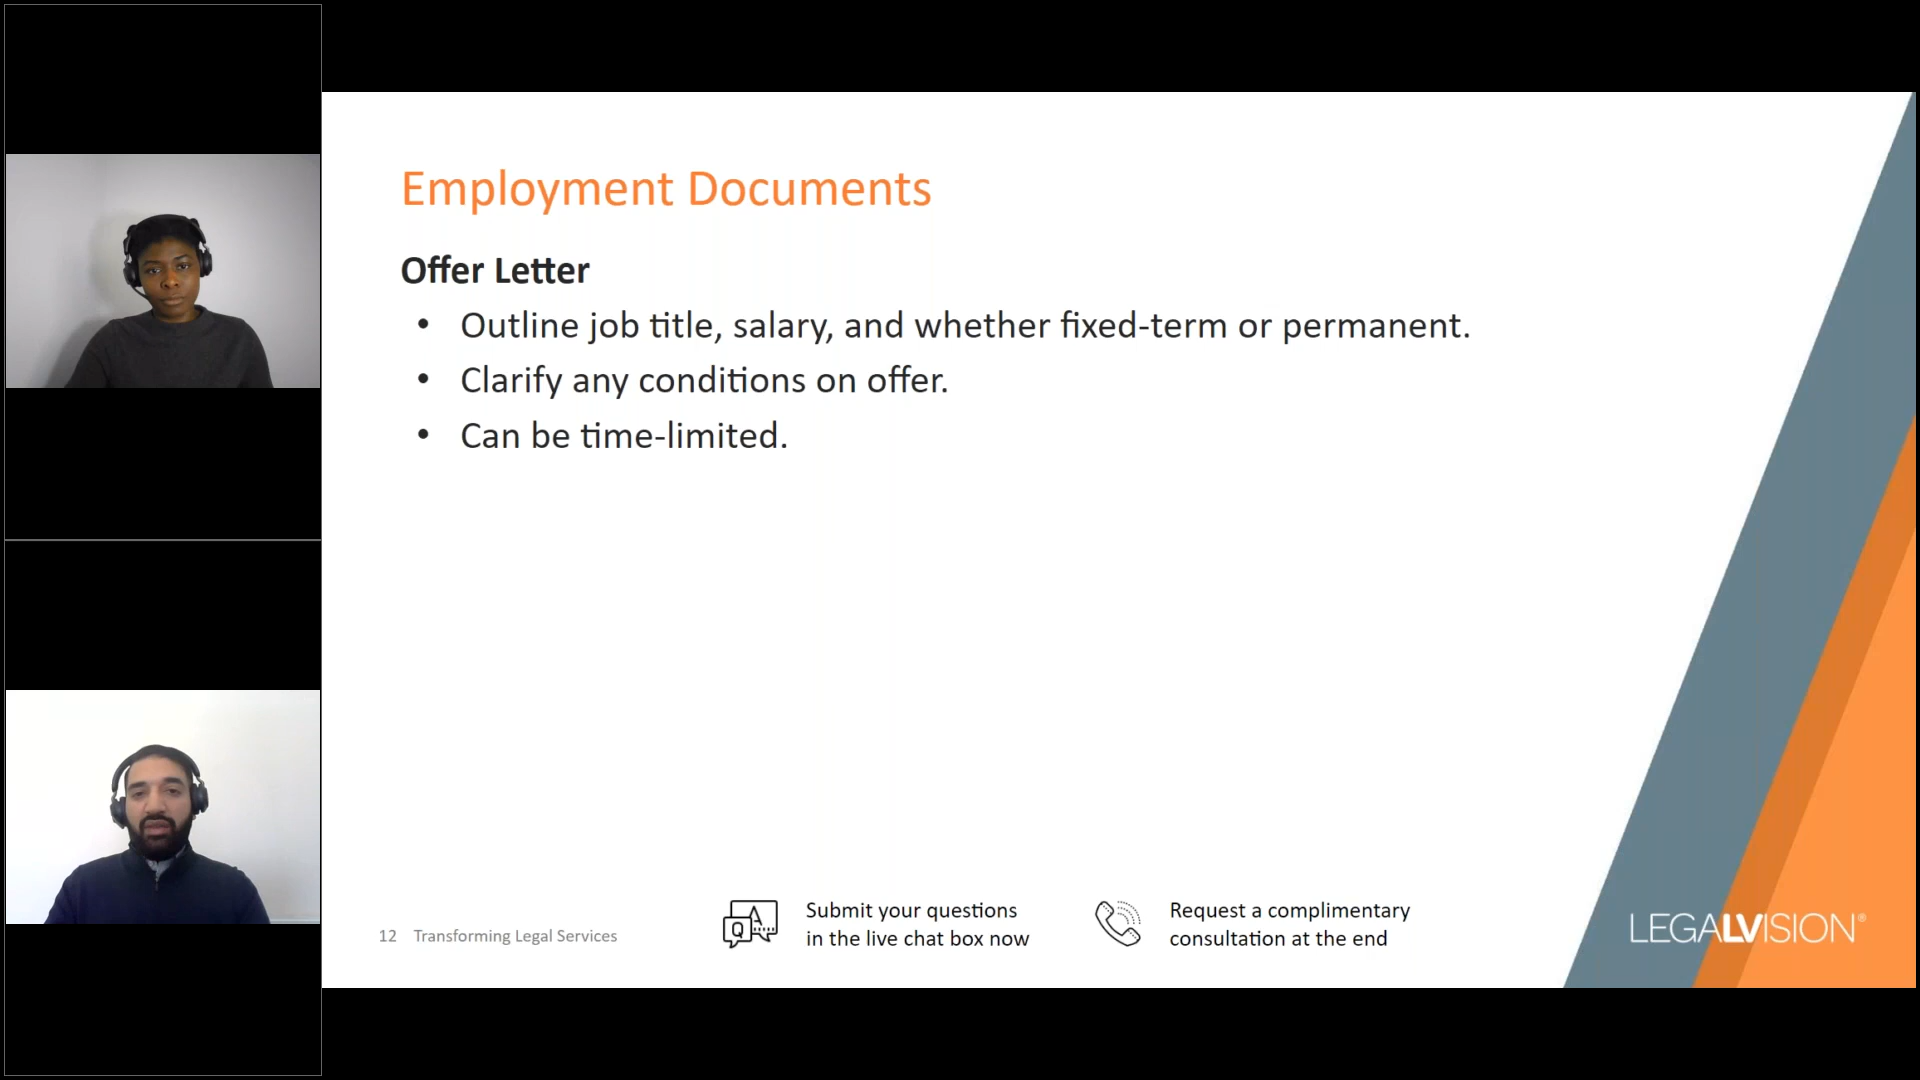 Employment Documents
Offer Letter
• Outline job title, salary, and whether fixed-term or permanent.
• Clarify any conditions on offer.
• Can be time-limited.
12 Transforming Legal Services
Q A
Submit your questions
in the live chat box now
Request a complimentary
consultation at the end
LEGALVISION®